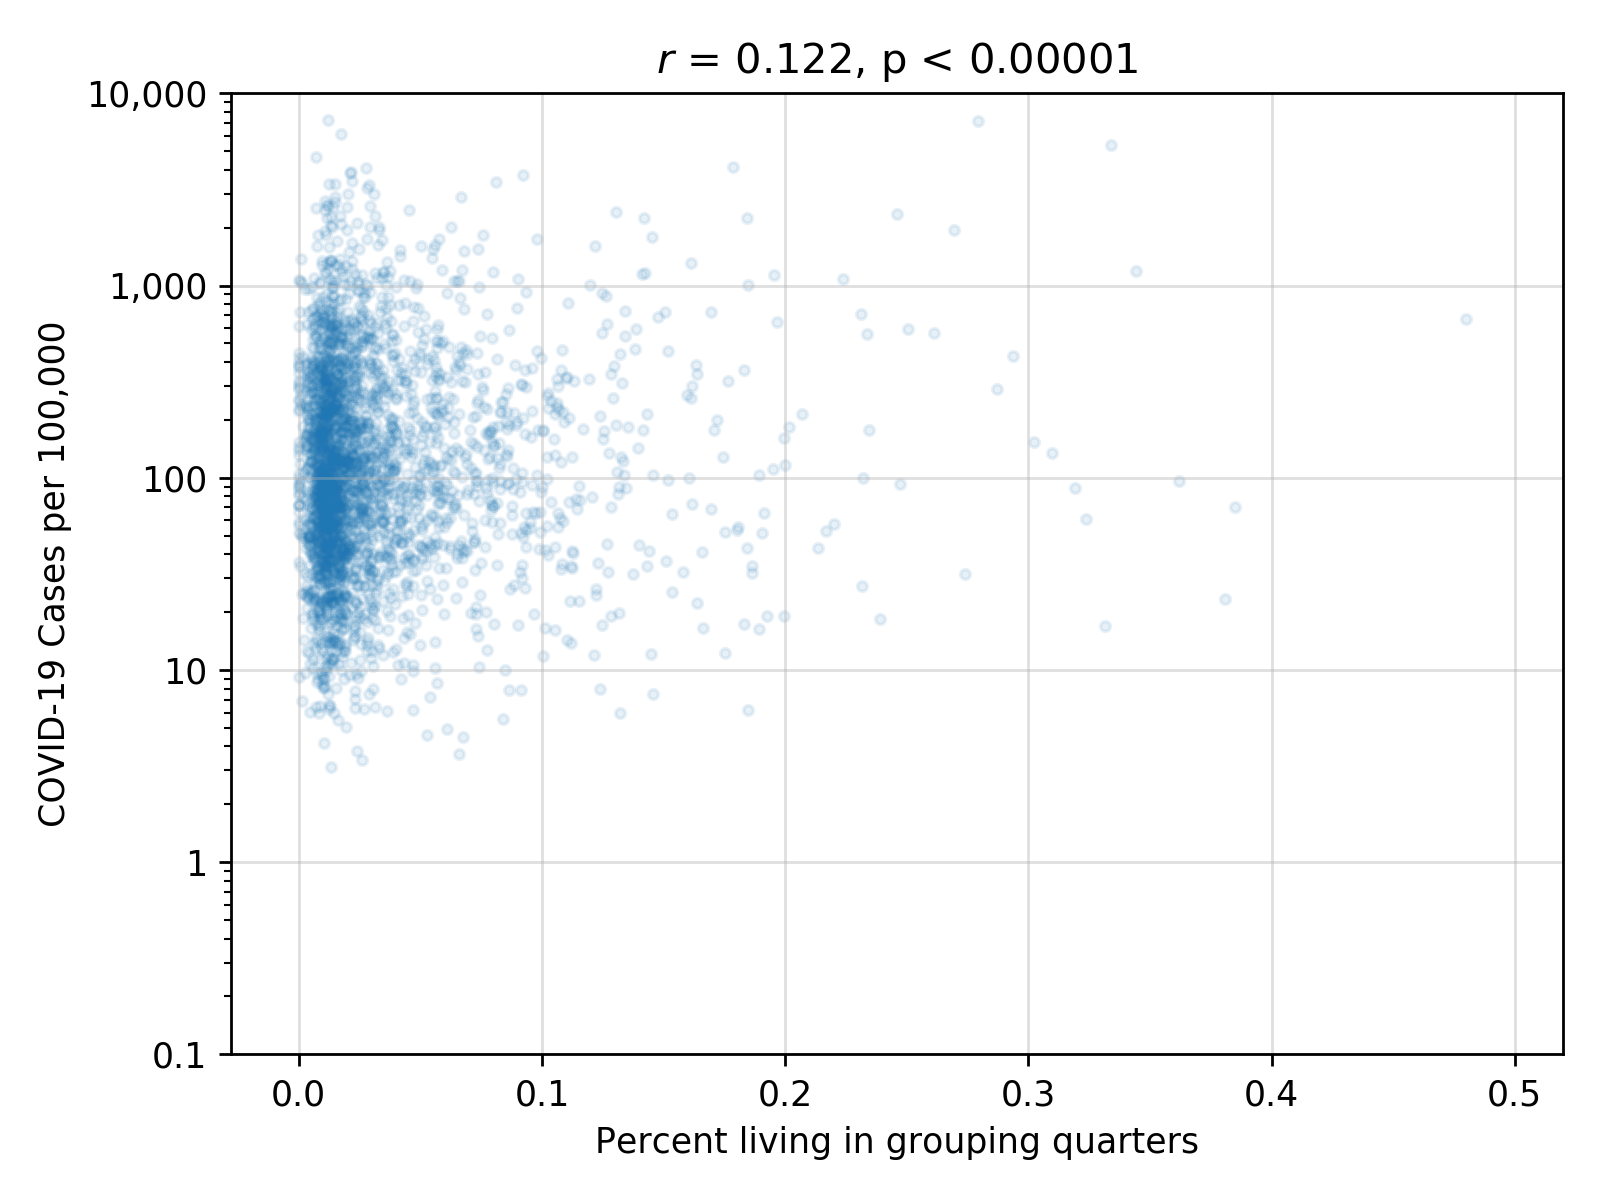 r = 0.122, p < 0.00001
10,000
1,000
100
10
1
0.1
COVID-19 Cases per 100,000
0.0 0.1 0.2 0.3 0.4 0.5
Percent living in grouping quarters